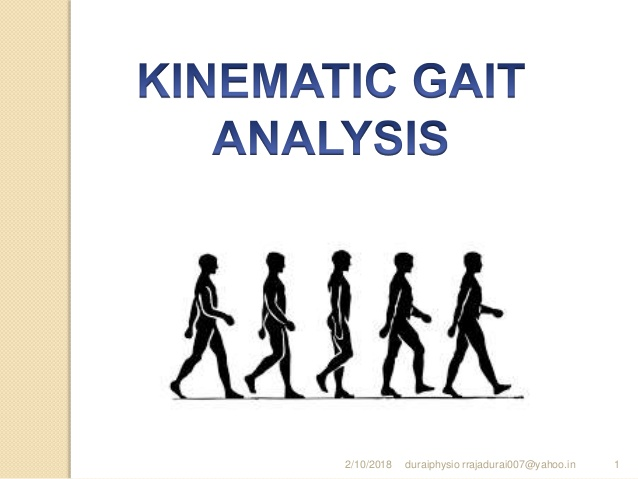 KINEMATIC GAIT
ANALYSIS
2/10/2018 duraiphysio rrajadurai007@yahoo.in 1